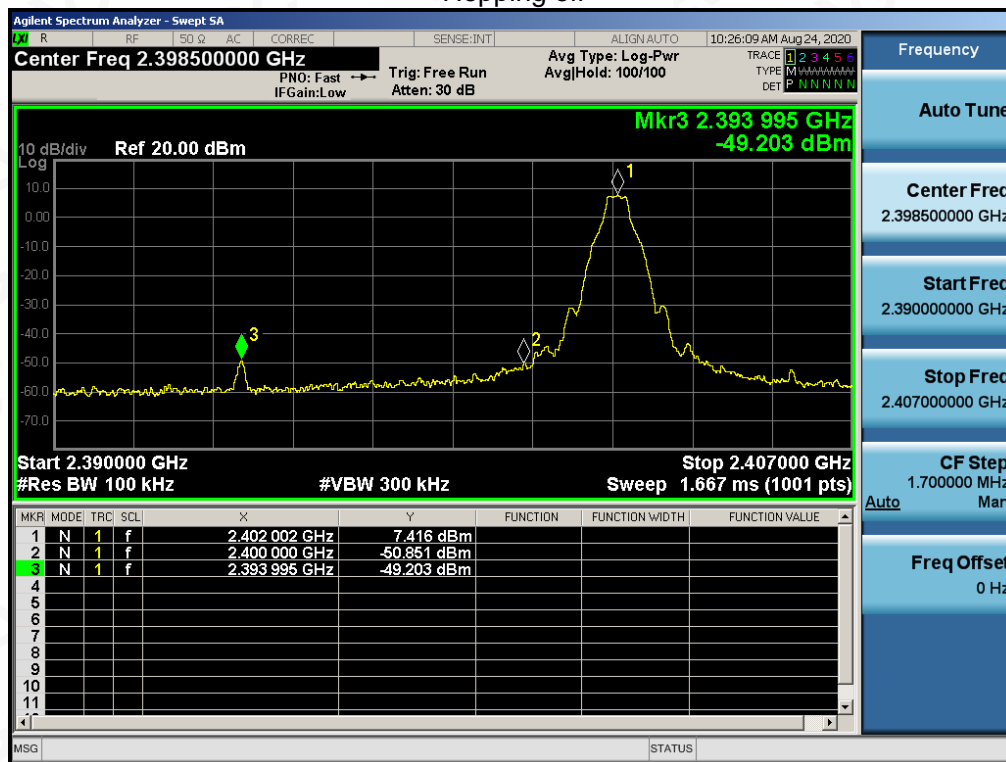 Agilent Spectrum Analyzer - Swept SA
LXI R RF 50 Ω AC CORREC SENSE:INT ALIGN AUTO 10:26:09 AM Aug 24, 2020
Center Freq 2.398500000 GHz
PNO: Fast
IFGain:Low
Trig: Free Run
Atten: 30 dB
Avg Type: Log-Pwr
Avg|Hold: 100/100
TRACE 1 2 3 4 5 6
TYPE M
DET P N N N N N
Mkr3 2.393 995 GHz
-49.203 dBm
10 dB/div Ref 20.00 dBm
Log
10.0
0.00
-10.0
-20.0
-30.0
-40.0
-50.0
-60.0
-70.0
1
2
3
Start 2.390000 GHz Stop 2.407000 GHz
#Res BW 100 kHz #VBW 300 kHz Sweep 1.667 ms (1001 pts)
MKR MODE TRC SCL X Y FUNCTION FUNCTION WIDTH FUNCTION VALUE
1 N 1 f 2.402 002 GHz 7.416 dBm
2 N 1 f 2.400 000 GHz -50.851 dBm
3 N 1 f 2.393 995 GHz -49.203 dBm
4
5
6
7
8
9
10
11
MSG STATUS
Frequency
Auto Tune
Center Freq
2.398500000 GHz
Start Freq
2.390000000 GHz
Stop Freq
2.407000000 GHz
CF Step
1.700000 MHz
Auto Man
Freq Offset
0 Hz